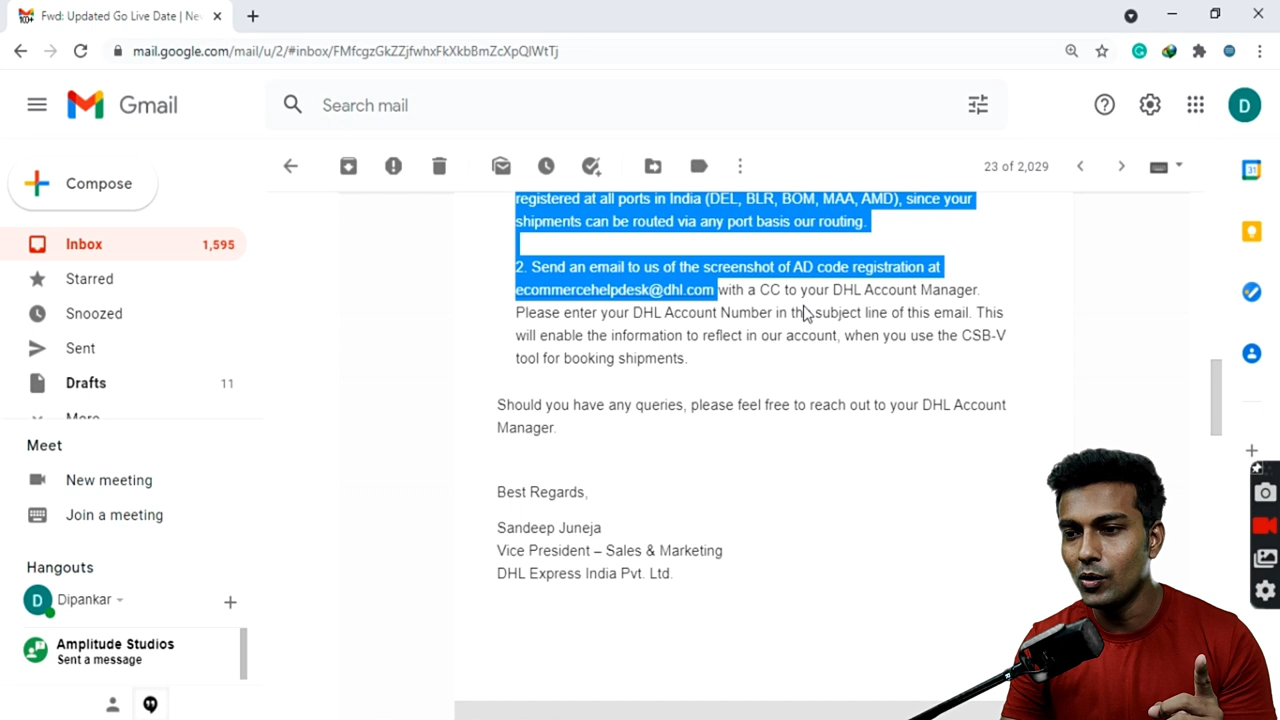 Fwd: Updated Go Live Date | Ne
mail.google.com/mail/u/2/#inbox/FMfcgzGkZZjfwhxFkXkbBmZcXpQlWtTj
Gmail
Search mail
D
Compose
23 of 2,029
Inbox 1,595
Starred
Snoozed
Sent
Drafts 11
More
Meet
New meeting
Join a meeting
Hangouts
D Dipankar
Amplitude Studios
Sent a message
registered at all ports in India (DEL, BLR, BOM, MAA, AMD), since your
shipments can be routed via any port basis our routing.
2. Send an email to us of the screenshot of AD code registration at
ecommercehelpdesk@dhl.com with a CC to your DHL Account Manager.
Please enter your DHL Account Number in the subject line of this email. This
will enable the information to reflect in our account, when you use the CSB-V
tool for booking shipments.
Should you have any queries, please feel free to reach out to your DHL Account
Manager.
Best Regards,
Sandeep Juneja
Vice President – Sales & Marketing
DHL Express India Pvt. Ltd.